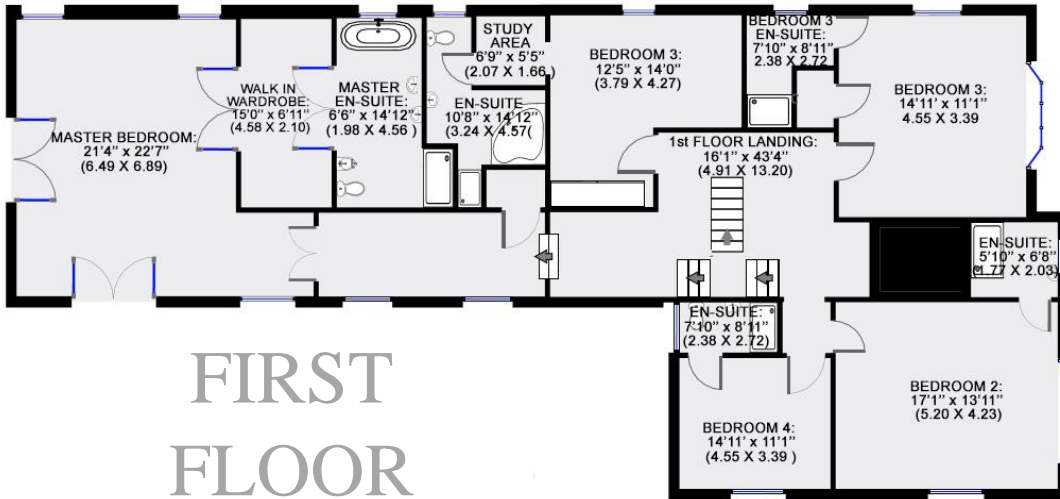 MASTER BEDROOM:
21'4" x 22'7"
(6.49 X 6.89)
WALK IN
WARDROBE:
15'0" x 6'11"
(4.58 X 2.10)
MASTER
EN-SUITE:
6'6" x 14'12"
(1.98 X 4.56 )
STUDY
AREA
6'9" x 5'5"
(2.07 X 1.66 )
EN-SUITE
10'8" x 14'12"
(3.24 X 4.57(
BEDROOM 3:
12'5" x 14'0"
(3.79 X 4.27)
BEDROOM 3
EN-SUITE:
7'10" x 8'11"
2.38 X 2.72
BEDROOM 3:
14'11' x 11'1"
4.55 X 3.39
1st FLOOR LANDING:
16'1" x 43'4"
(4.91 X 13.20)
EN-SUITE:
5'10" x 6'8"
(1.77 X 2.03)
EN-SUITE:
7'10" x 8'11"
(2.38 X 2.72)
BEDROOM 4:
14'11' x 11'1"
(4.55 X 3.39 )
BEDROOM 2:
17'1" x 13'11"
(5.20 X 4.23)
FIRST
FLOOR